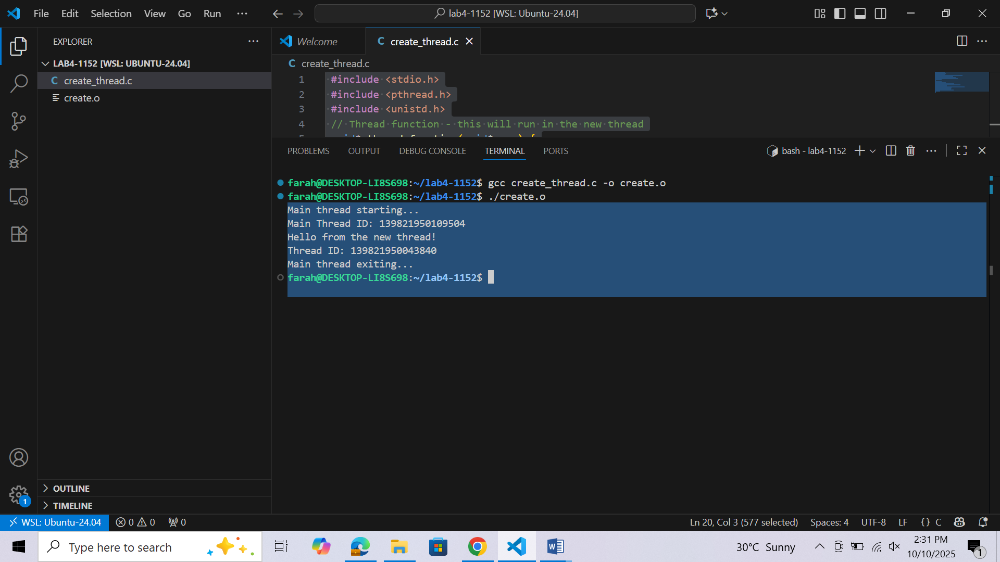 File Edit Selection View Go Run ···
lab4-1152 [WSL: Ubuntu-24.04]
EXPLORER
LAB4-1152 [WSL: UBUNTU-24.04]
C create_thread.c
create.o
OUTLINE
TIMELINE
Welcome
C create_thread.c
C create_thread.c
1 #include <stdio.h>
2 #include <pthread.h>
3 #include <unistd.h>
4 // Thread function - this will run in the new thread
PROBLEMS OUTPUT DEBUG CONSOLE TERMINAL PORTS
bash - lab4-1152
farah@DESKTOP-LI8S698:~/lab4-1152$ gcc create_thread.c -o create.o
farah@DESKTOP-LI8S698:~/lab4-1152$ ./create.o
Main thread starting...
Main Thread ID: 139821950109504
Hello from the new thread!
Thread ID: 139821950043840
Main thread exiting...
farah@DESKTOP-LI8S698:~/lab4-1152$
1
WSL: Ubuntu-24.04 0 0 0
Ln 20, Col 3 (577 selected) Spaces: 4 UTF-8 LF {} C
Type here to search
30°C Sunny
2:31 PM
10/10/2025
1